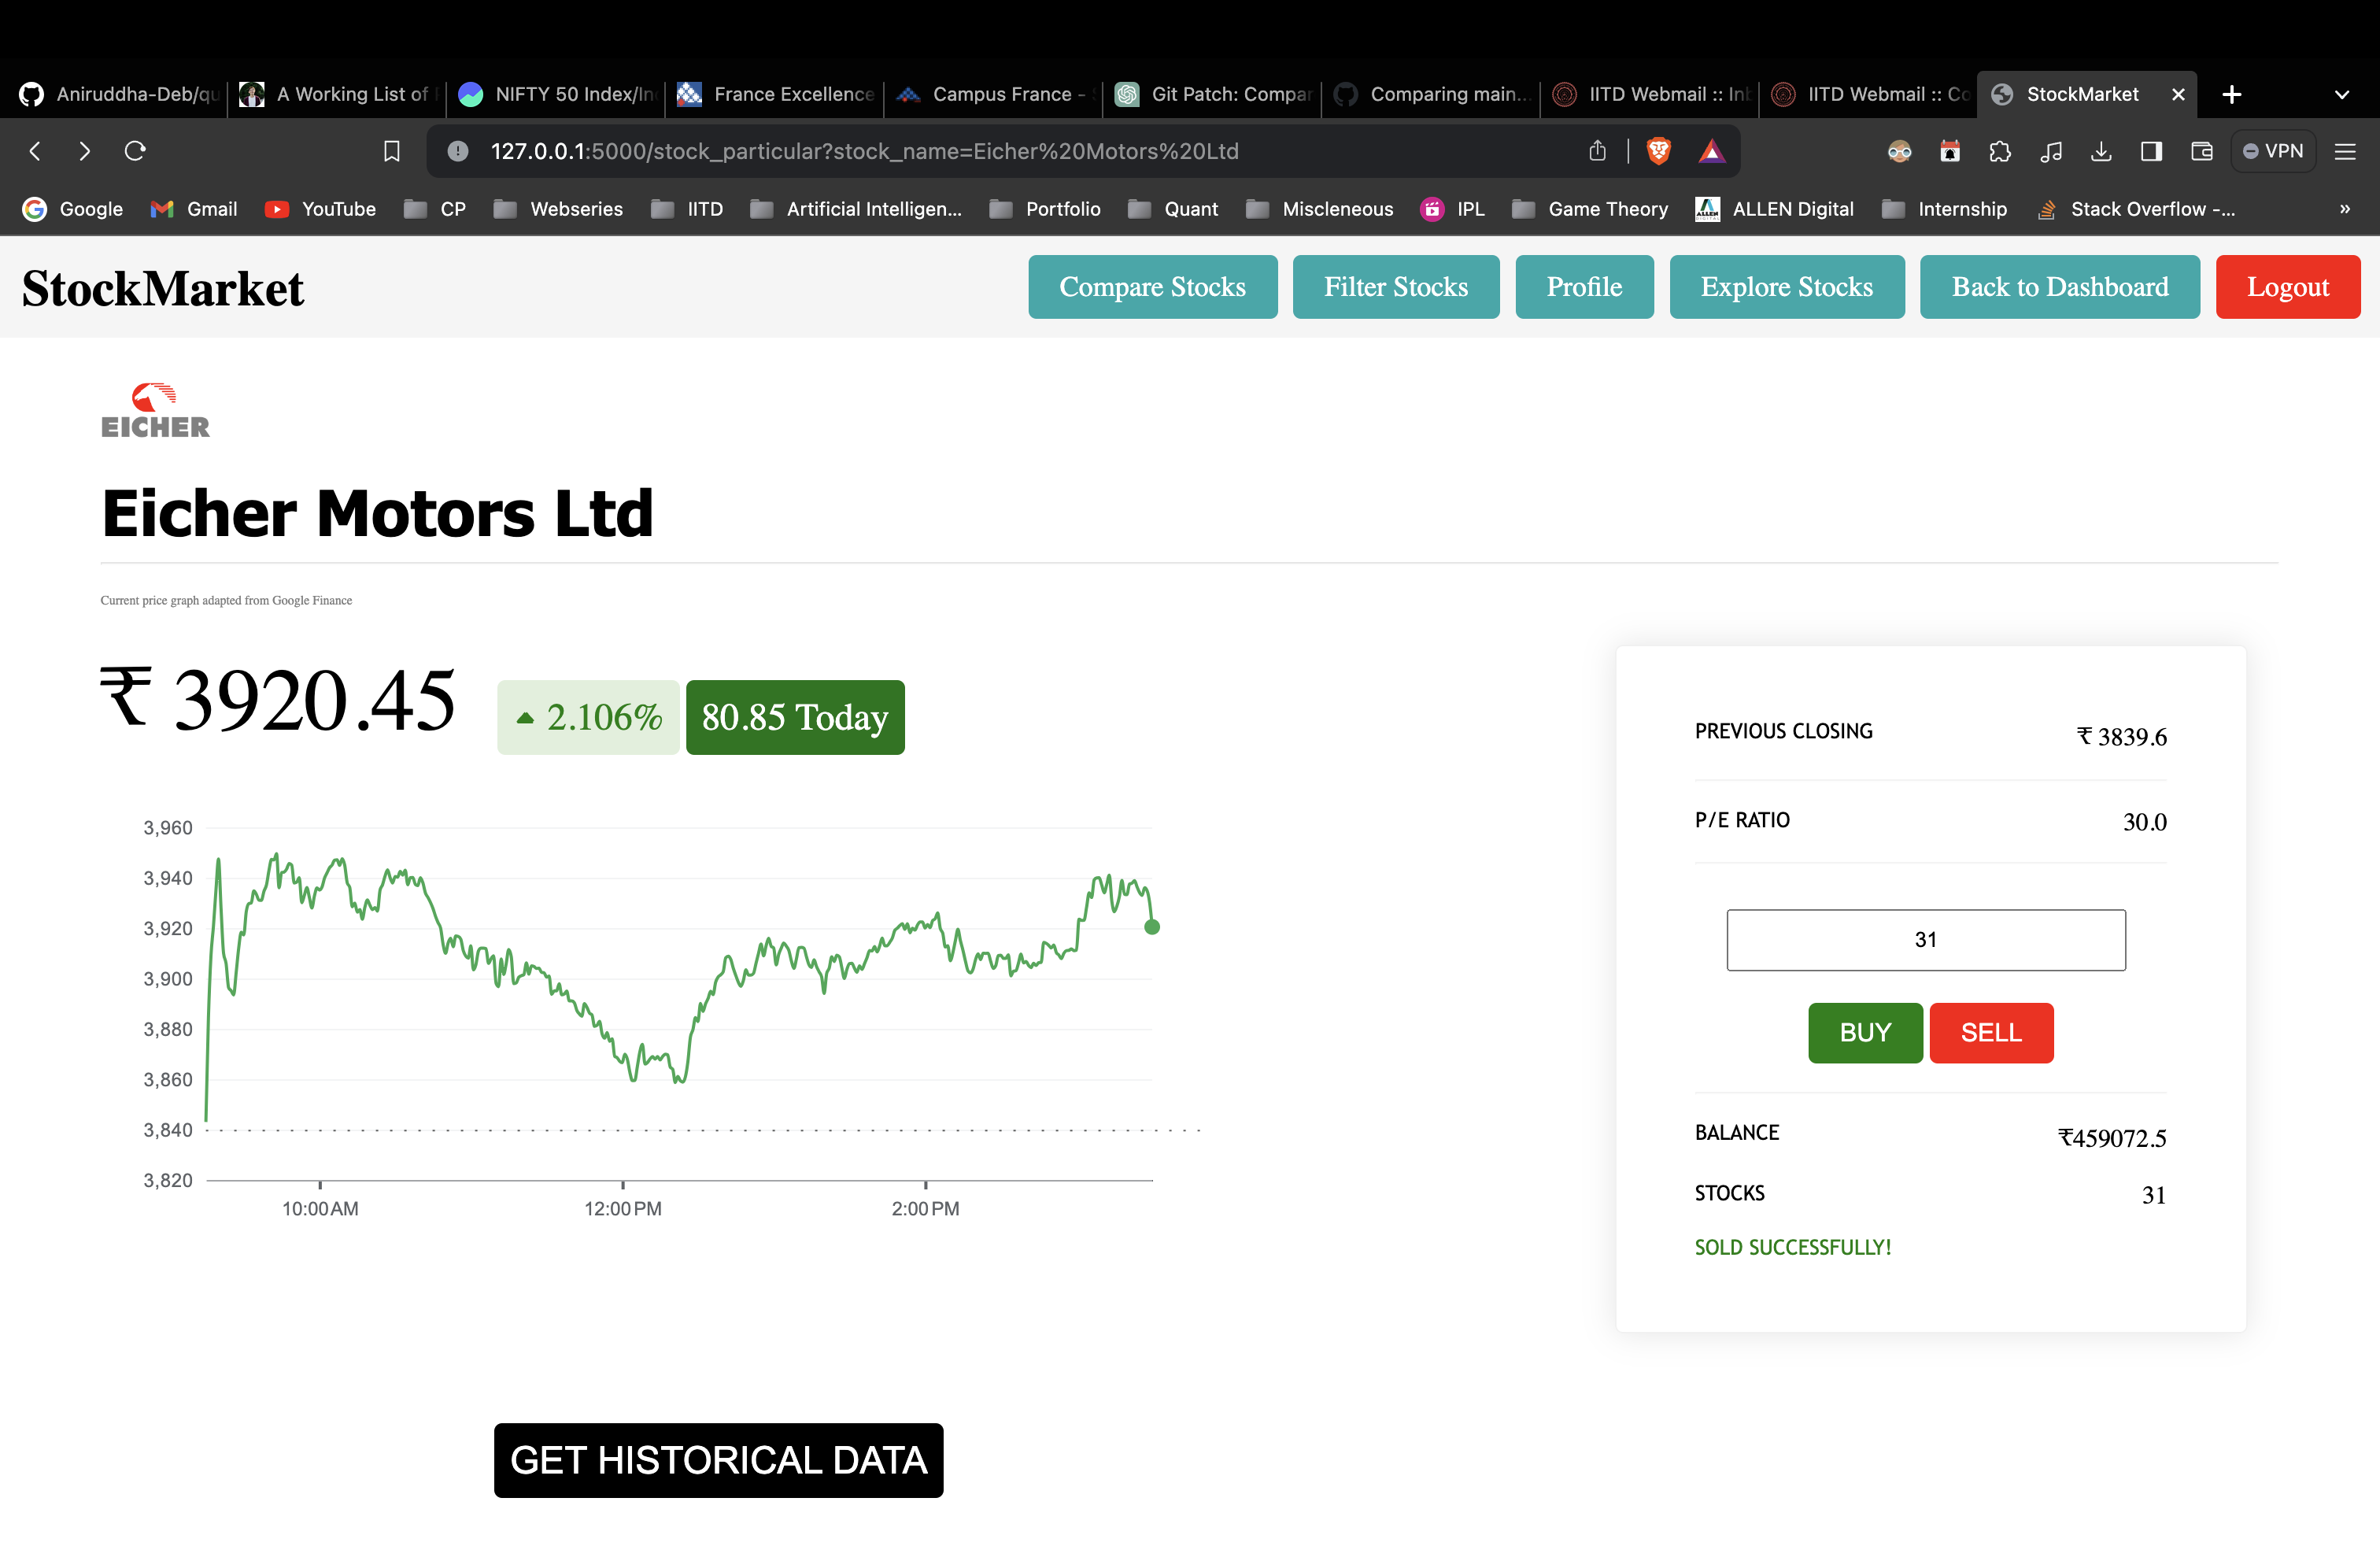 Aniruddha-Deb/qu
A Working List of
NIFTY 50 Index/In
France Excellence
Campus France -
Git Patch: Compar
Comparing main...
IITD Webmail :: Inb
IITD Webmail :: Co
StockMarket
127.0.0.1:5000/stock_particular?stock_name=Eicher%20Motors%20Ltd
VPN
Google
Gmail
YouTube
CP
Webseries
IITD
Artificial Intelligen...
Portfolio
Quant
Miscleneous
IPL
Game Theory
ALLEN Digital
Internship
Stack Overflow -...
»
StockMarket
Compare Stocks
Filter Stocks
Profile
Explore Stocks
Back to Dashboard
Logout
EICHER
Eicher Motors Ltd
Current price graph adapted from Google Finance
₹ 3920.45
2.106%
80.85 Today
3,960
3,940
3,920
3,900
3,880
3,860
3,840
3,820
10:00 AM
12:00 PM
2:00 PM
PREVIOUS CLOSING
₹ 3839.6
P/E RATIO
30.0
31
BUY
SELL
BALANCE
₹459072.5
STOCKS
31
SOLD SUCCESSFULLY!
GET HISTORICAL DATA